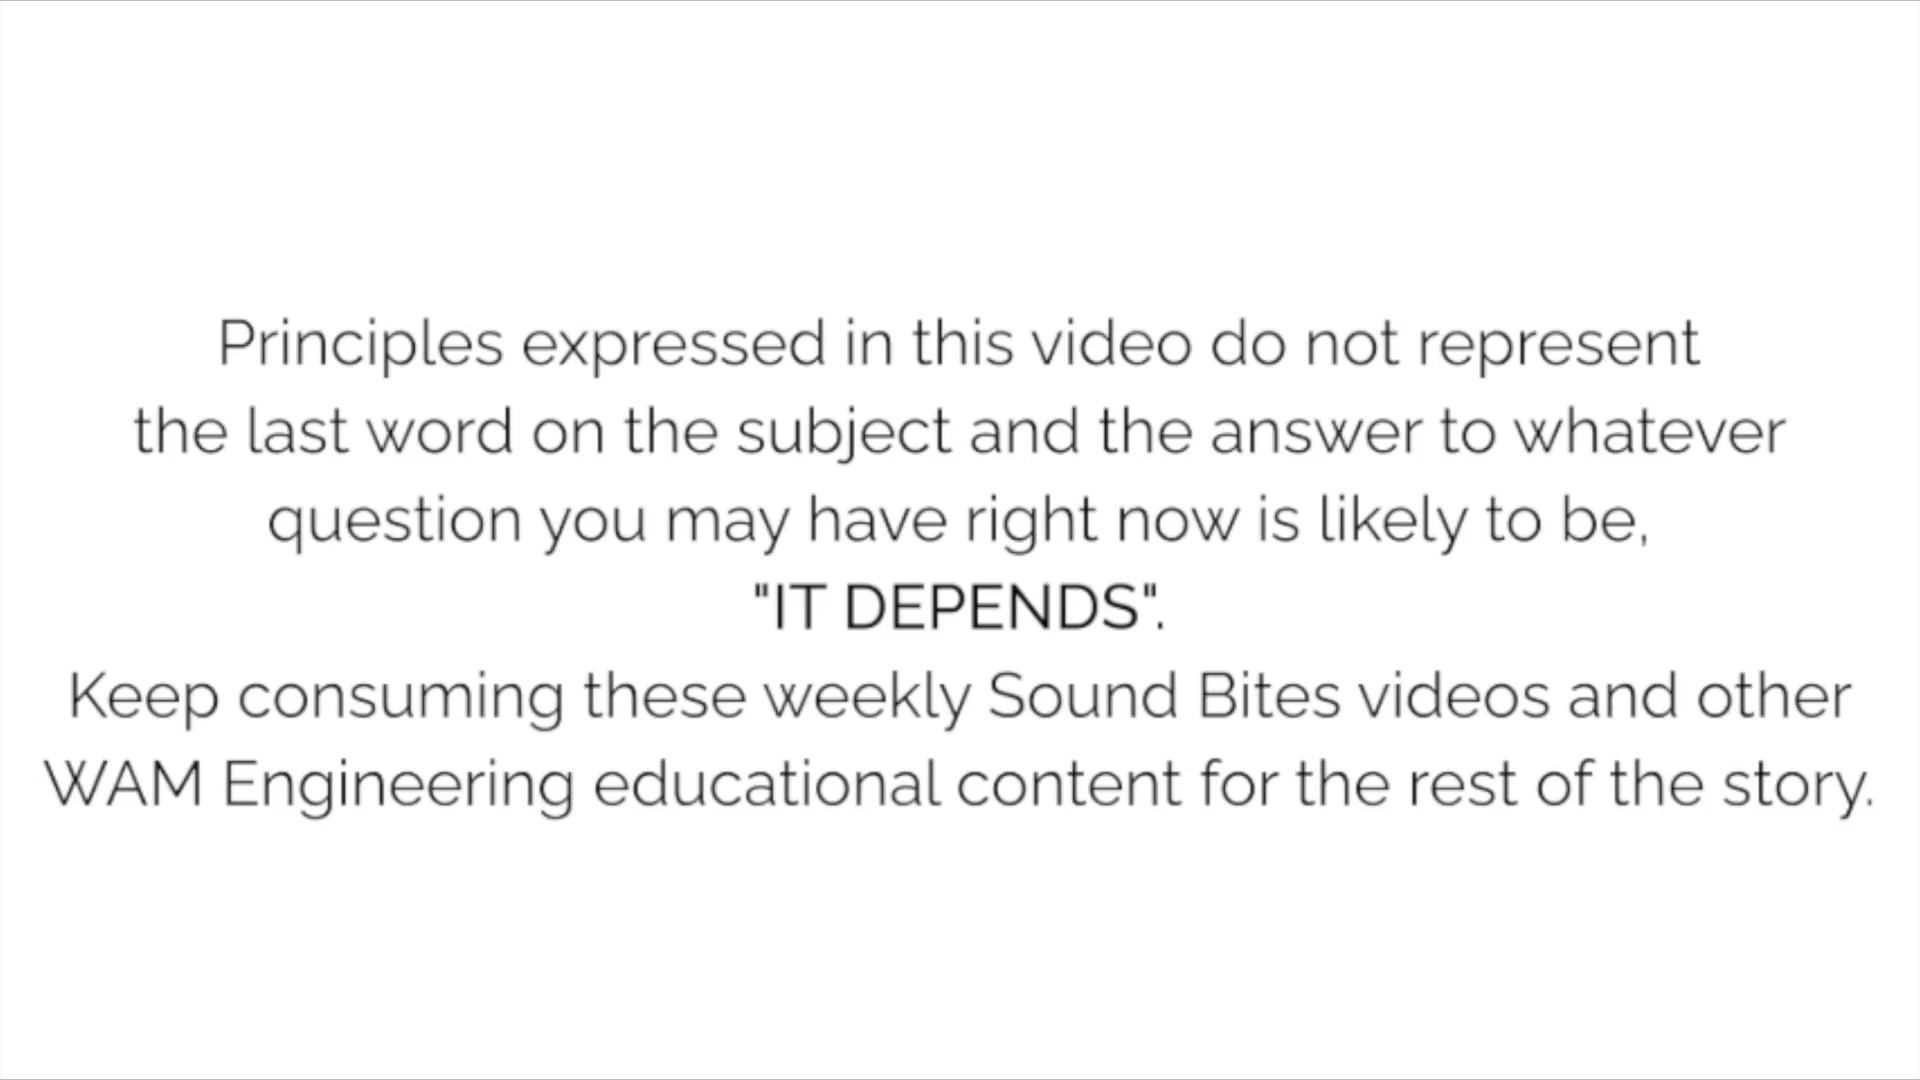 Principles expressed in this video do not represent
the last word on the subject and the answer to whatever
question you may have right now is likely to be,
"IT DEPENDS".
Keep consuming these weekly Sound Bites videos and other
WAM Engineering educational content for the rest of the story.